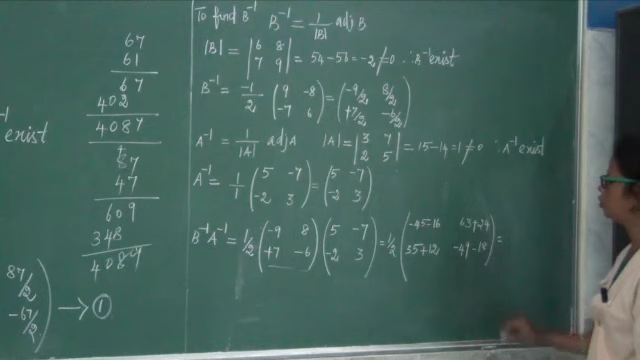 ⁻¹ exist
87/2
-67/2 ) → ①
67
61
67
402
4087
87
47
609
348
4089
To find B⁻¹ B⁻¹ = 1/|B| adj B
|B| = |6 8; 7 9| = 54-56 = -2 ≠ 0 ∴ B⁻¹ exist
B⁻¹ = -1/2 (9 -8; -7 6) = (-9/2 8/2; +7/2 -6/2)
A⁻¹ = 1/|A| adj A |A| = |3 7; 2 5| = 15-14 = 1 ≠ 0 ∴ A⁻¹ exist
A⁻¹ = 1/1 (5 -7; -2 3) = (5 -7; -2 3)
B⁻¹A⁻¹ = 1/2 (-9 8; +7 -6) (5 -7; -2 3) = 1/2 (-45-16 63+24; 35+12 -49-18) =